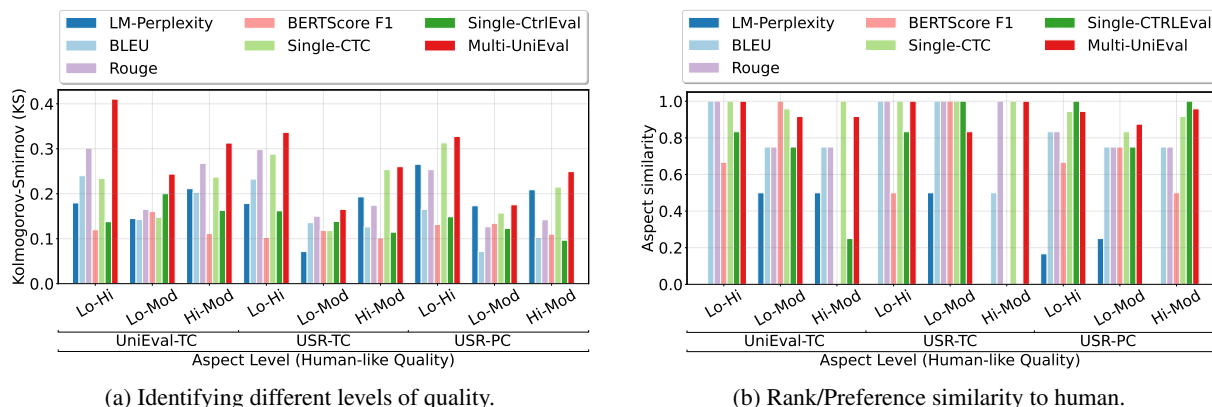 LM-Perplexity
BLEU
Rouge
BERTScore F1
Single-CTC
Single-CtrlEval
Multi-UniEval
Kolmogorov-Smirnov (KS)
0.4
0.3
0.2
0.1
0.0
Lo-Hi
Lo-Mod
Hi-Mod
Lo-Hi
Lo-Mod
Hi-Mod
Lo-Hi
Lo-Mod
Hi-Mod
UniEval-TC
USR-TC
USR-PC
Aspect Level (Human-like Quality)
(a) Identifying different levels of quality.
LM-Perplexity
BLEU
Rouge
BERTScore F1
Single-CTC
Single-CTRLEval
Multi-UniEval
Aspect similarity
1.0
0.8
0.6
0.4
0.2
0.0
Lo-Hi
Lo-Mod
Hi-Mod
Lo-Hi
Lo-Mod
Hi-Mod
Lo-Hi
Lo-Mod
Hi-Mod
UniEval-TC
USR-TC
USR-PC
Aspect Level (Human-like Quality)
(b) Rank/Preference similarity to human.